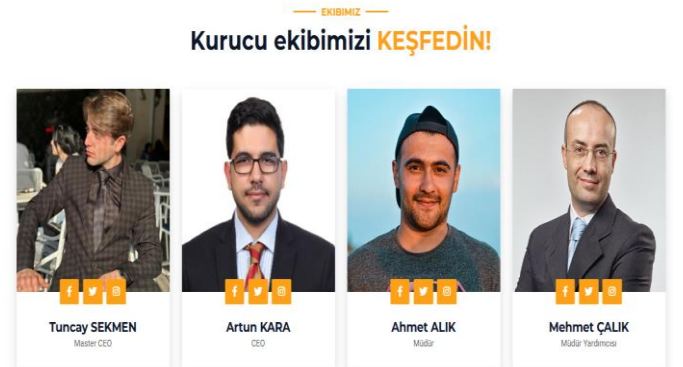 EKIBIMIZ
Kurucu ekibimizi KEŞFEDİN!
Tuncay SEKMEN
Master CEO
Artun KARA
CEO
Ahmet ALIK
Müdür
Mehmet ÇALIK
Müdür Yardımcısı